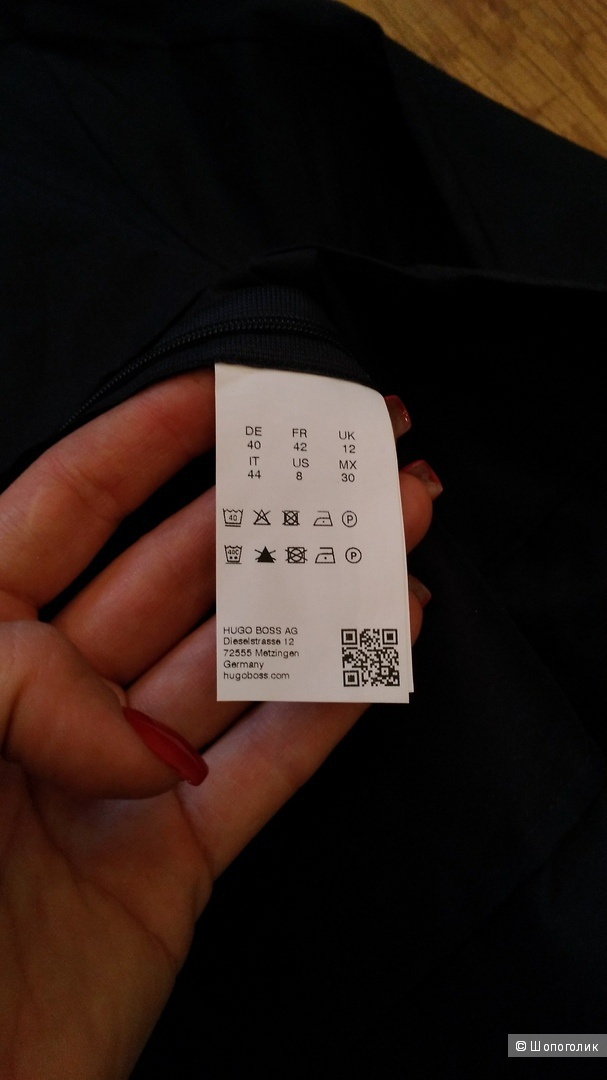 DE FR UK
40 42 12
IT US MX
44 8 30
40 P
40C P
HUGO BOSS AG
Dieselstrasse 12
72555 Metzingen
Germany
hugoboss.com
© Шопоголик